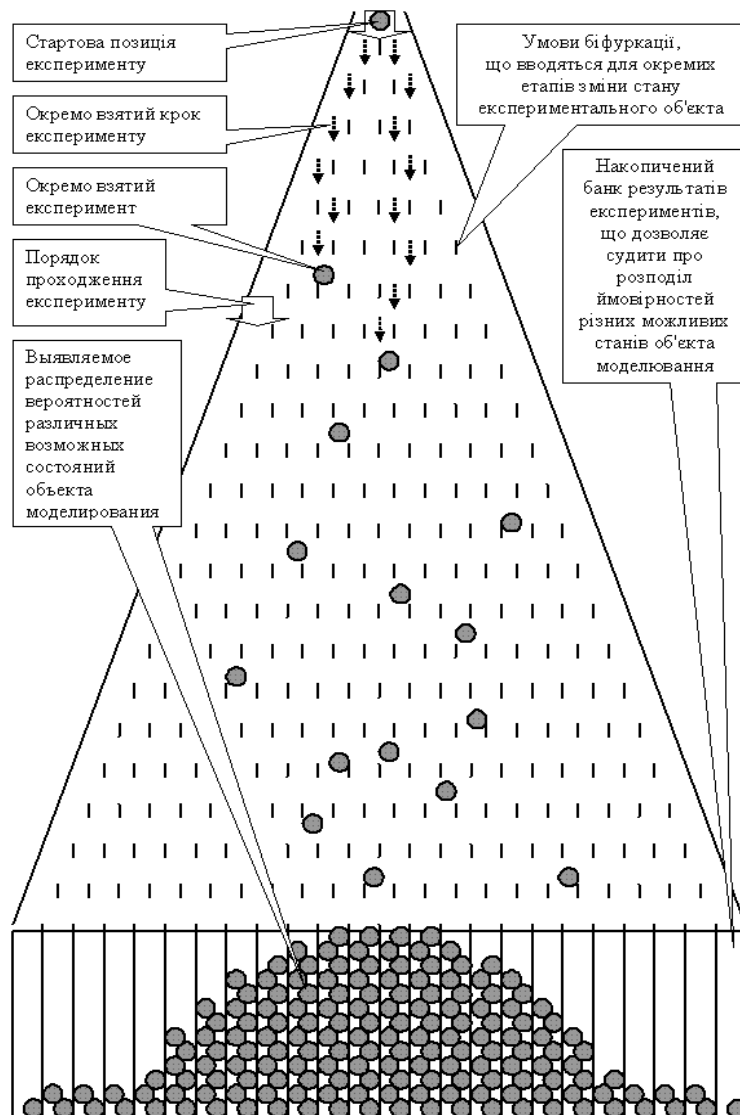 Стартова позиція
експерименту
Окремо взятий крок
експерименту
Окремо взятий
експеримент
Порядок
проходження
експерименту
Выявляемое
распределение
вероятностей
различных
возможных
состояний
объекта
моделирования
Умови біфуркації,
що вводяться для окремих
етапів зміни стану
експериментального об'єкта
Накопичений
банк результатів
експериментів,
що дозволяє
судити про
розподіл
ймовірностей
різних можливих
станів об'єкта
моделювання